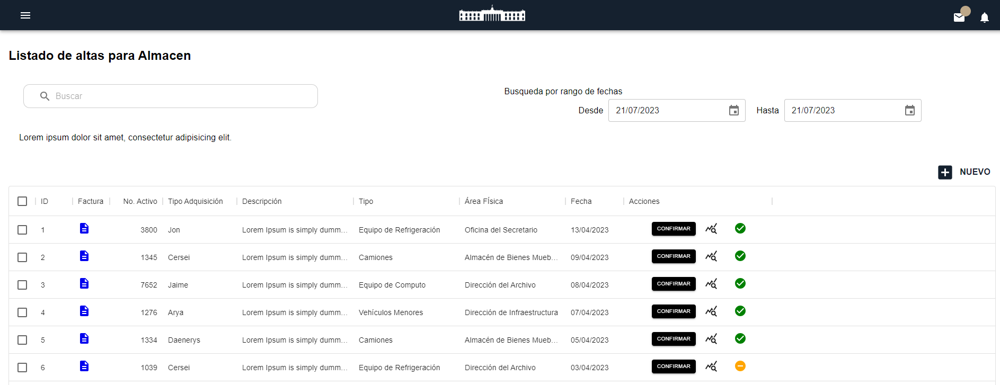 Listado de altas para Almacen
Buscar
Busqueda por rango de fechas
Desde 21/07/2023 Hasta 21/07/2023
Lorem ipsum dolor sit amet, consectetur adipisicing elit.
NUEVO
ID Factura No. Activo Tipo Adquisición Descripción Tipo Área Física Fecha Acciones
1 3800 Jon Lorem Ipsum is simply dumm... Equipo de Refrigeración Oficina del Secretario 13/04/2023 CONFIRMAR
2 1345 Cersei Lorem Ipsum is simply dumm... Camiones Almacén de Bienes Mueb... 09/04/2023 CONFIRMAR
3 7652 Jaime Lorem Ipsum is simply dumm... Equipo de Computo Dirección del Archivo 08/04/2023 CONFIRMAR
4 1276 Arya Lorem Ipsum is simply dumm... Vehículos Menores Dirección de Infraestructura 07/04/2023 CONFIRMAR
5 1334 Daenerys Lorem Ipsum is simply dumm... Camiones Almacén de Bienes Mueb... 05/04/2023 CONFIRMAR
6 1039 Cersei Lorem Ipsum is simply dumm... Equipo de Refrigeración Dirección del Archivo 03/04/2023 CONFIRMAR